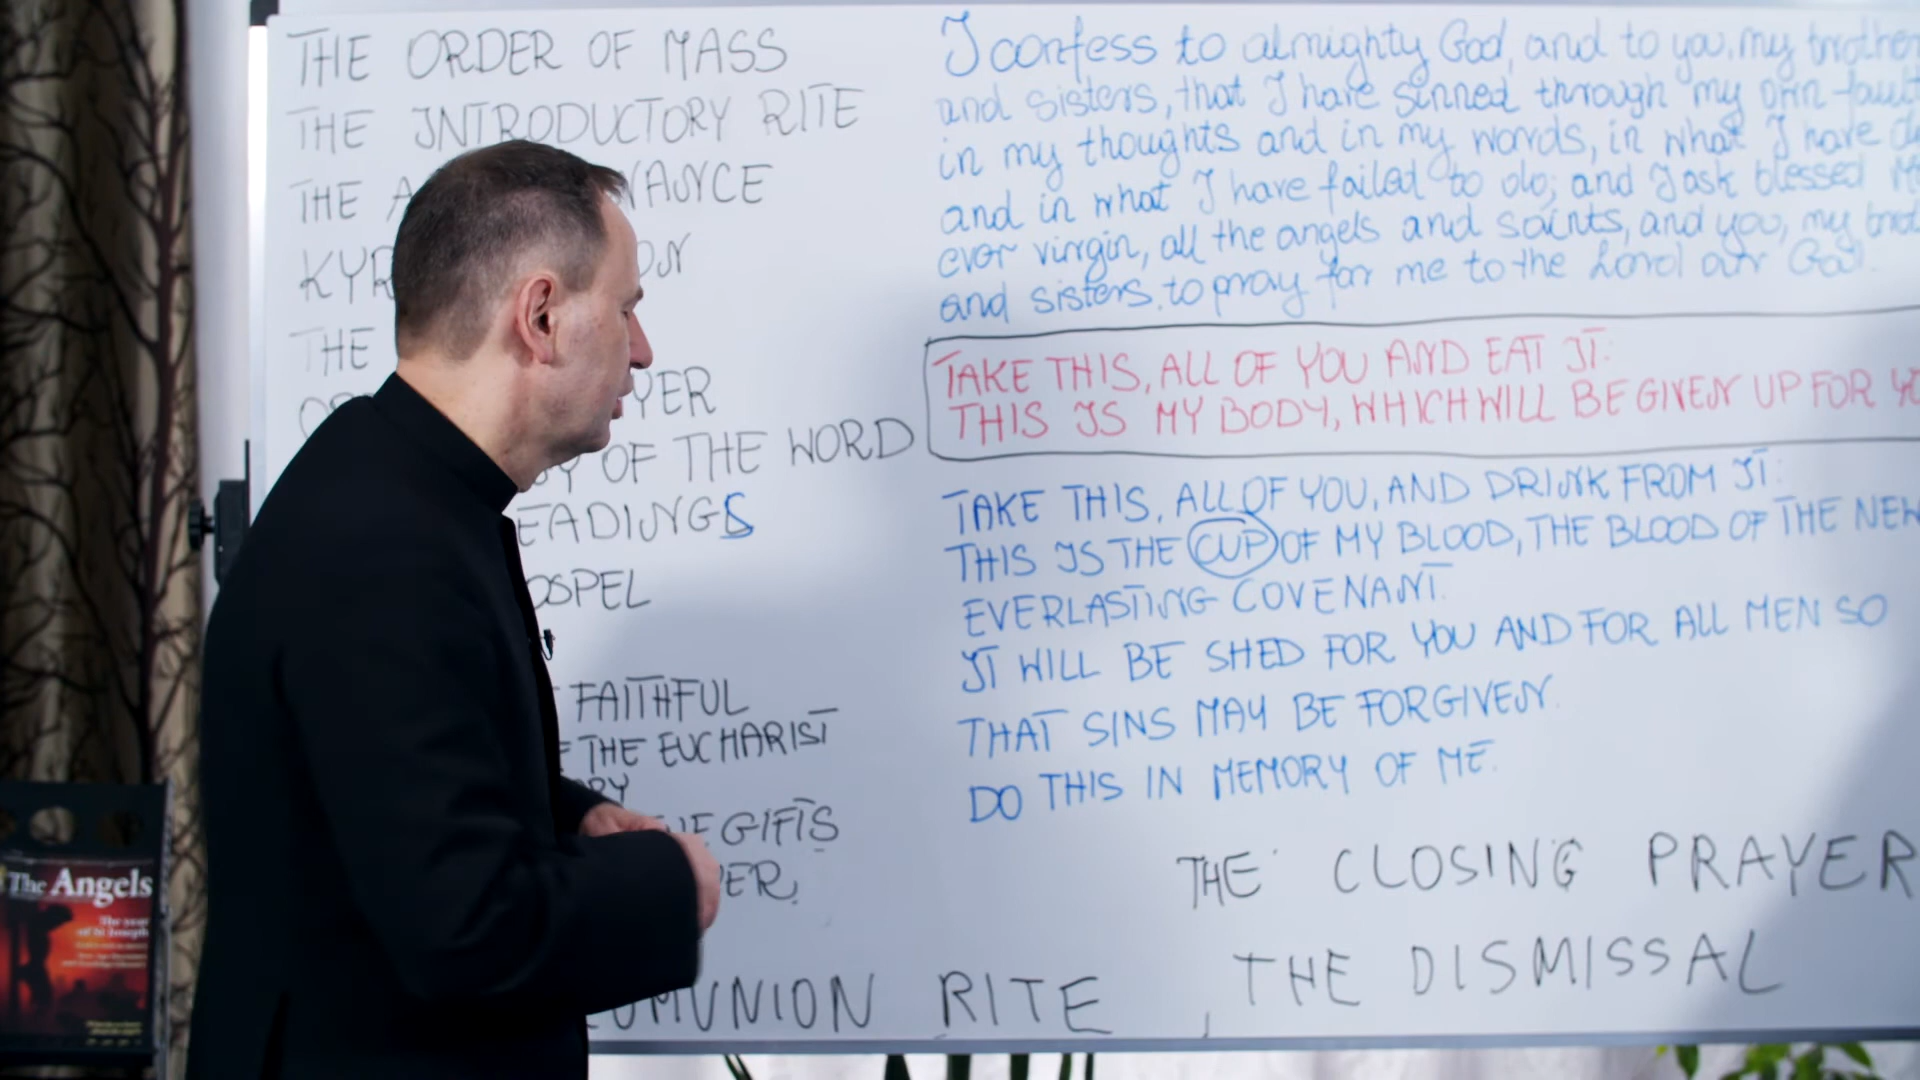 THE ORDER OF MASS
THE INTRODUCTORY RITE
THE
KYR
THE
OF THE WORD
FAITHFUL
THE EUCHARIST
GIFTS
COMMUNION RITE
I confess to almighty God, and to you, my
and sisters, that I have sinned through my own
in my thoughts and in my words, in what I have
and in what I have failed to do; and I ask blessed
ever virgin, all the angels and saints, and you, my
and sisters, to pray for me to the Lord our God.
TAKE THIS, ALL OF YOU AND EAT IT:
THIS IS MY BODY, WHICH WILL BE GIVEN UP FOR
TAKE THIS, ALL OF YOU, AND DRINK FROM IT:
THIS IS THE CUP OF MY BLOOD, THE BLOOD OF THE NEW
EVERLASTING COVENANT.
IT WILL BE SHED FOR YOU AND FOR ALL MEN SO
THAT SINS MAY BE FORGIVEN.
DO THIS IN MEMORY OF ME.
THE CLOSING PRAYER
THE DISMISSAL
The Angels
The year
of St Joseph